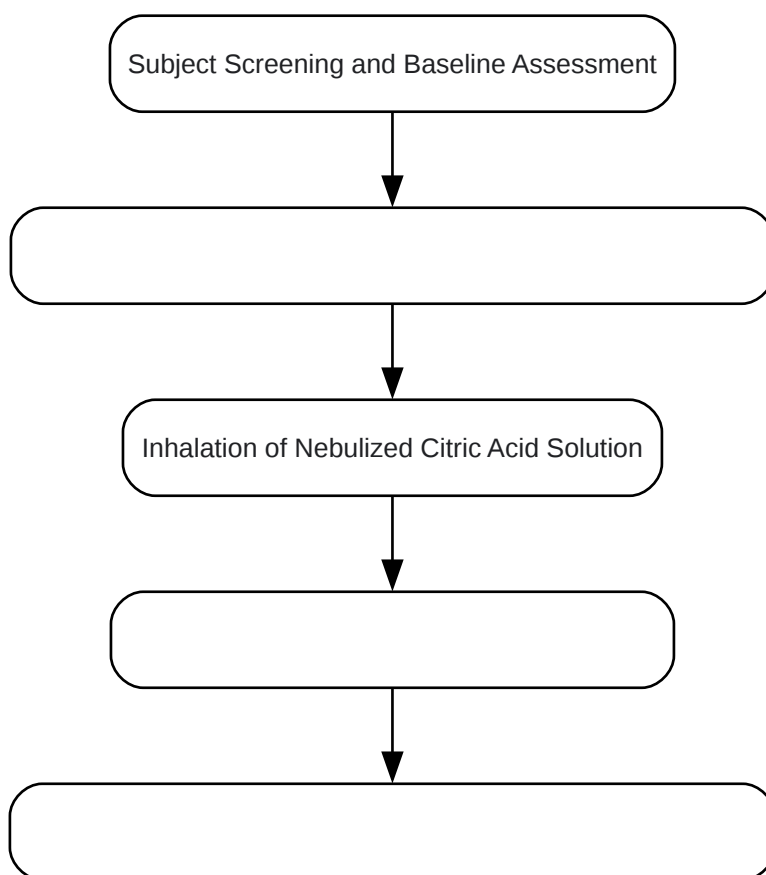 Subject Screening and Baseline Assessment
Inhalation of Nebulized Citric Acid Solution